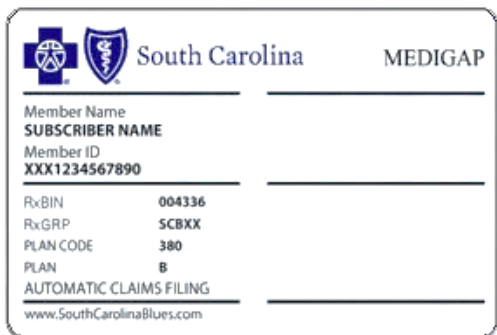 South Carolina MEDIGAP
Member Name
SUBSCRIBER NAME
Member ID
XXX1234567890
RxBIN 004336
RxGRP SCBXX
PLAN CODE 380
PLAN B
AUTOMATIC CLAIMS FILING
www.SouthCarolinaBlues.com